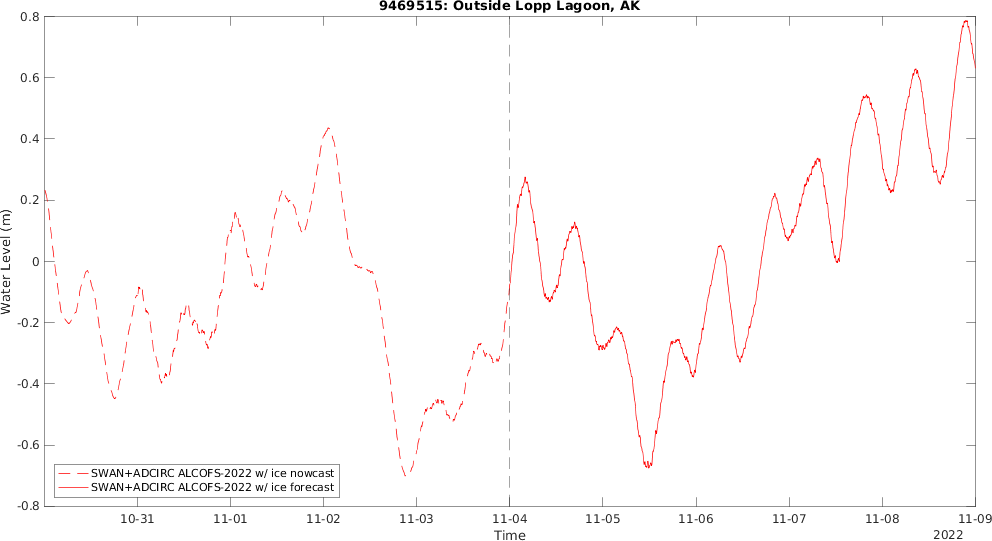 9469515: Outside Lopp Lagoon, AK
0.8
0.6
0.4
0.2
0
-0.2
-0.4
-0.6
-0.8
Water Level (m)
SWAN+ADCIRC ALCOFS-2022 w/ ice nowcast
SWAN+ADCIRC ALCOFS-2022 w/ ice forecast
10-31 11-01 11-02 11-03 11-04 11-05 11-06 11-07 11-08 11-09
Time
2022